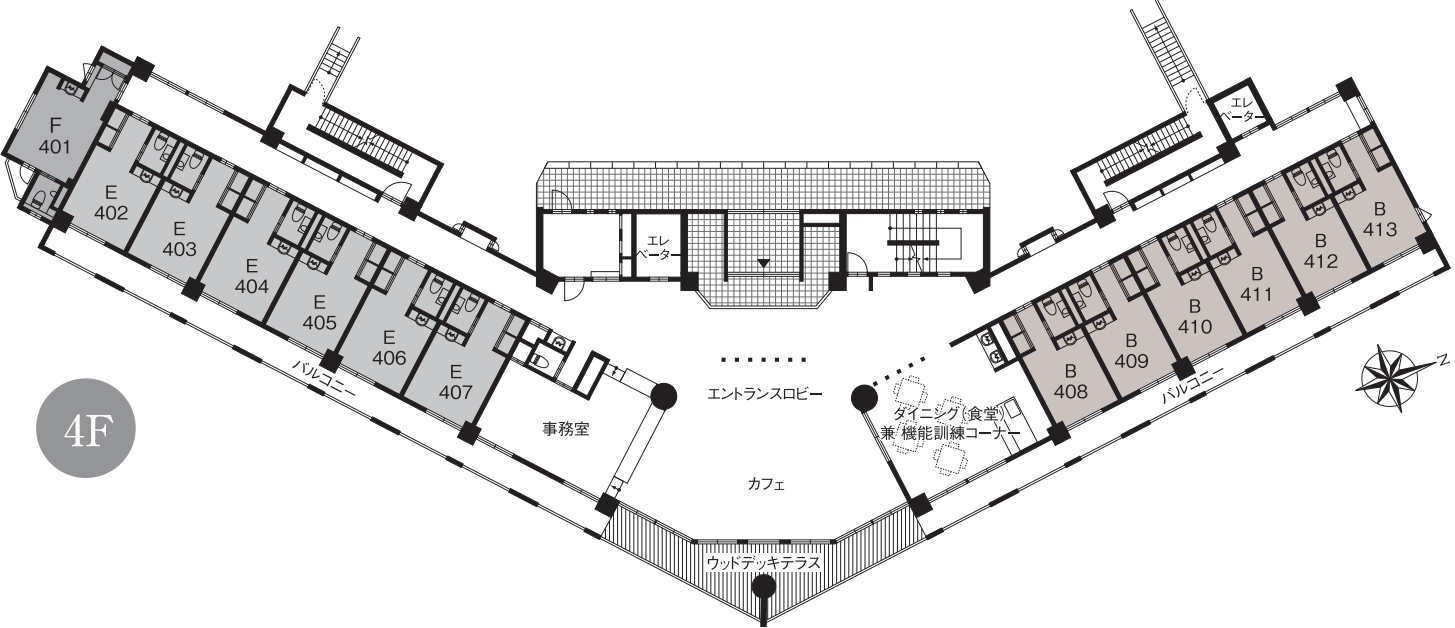 F
401
E
402
E
403
E
404
E
405
E
406
E
407
バルコニー
4F
事務室
エレ
ベーター
エントランスロビー
カフェ
ウッドデッキテラス
ダイニング(食堂)
兼 機能訓練コーナー
エレ
ベーター
B
408
B
409
B
410
B
411
B
412
B
413
バルコニー
N